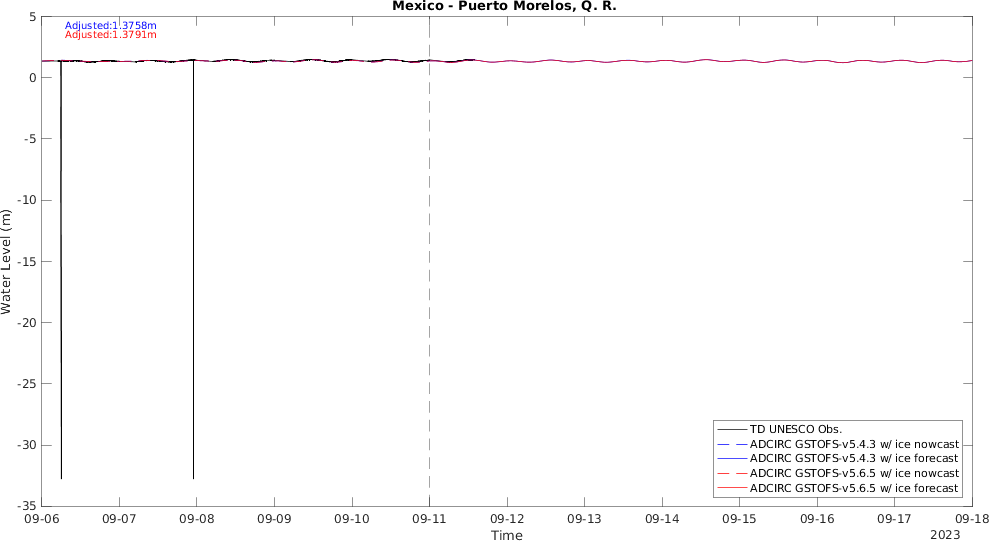 Mexico - Puerto Morelos, Q. R.
Adjusted:1.3758m
Adjusted:1.3791m
5
0
-5
-10
-15
-20
-25
-30
-35
Water Level (m)
09-06 09-07 09-08 09-09 09-10 09-11 09-12 09-13 09-14 09-15 09-16 09-17 09-18
Time
2023
TD UNESCO Obs.
ADCIRC GSTOFS-v5.4.3 w/ ice nowcast
ADCIRC GSTOFS-v5.4.3 w/ ice forecast
ADCIRC GSTOFS-v5.6.5 w/ ice nowcast
ADCIRC GSTOFS-v5.6.5 w/ ice forecast